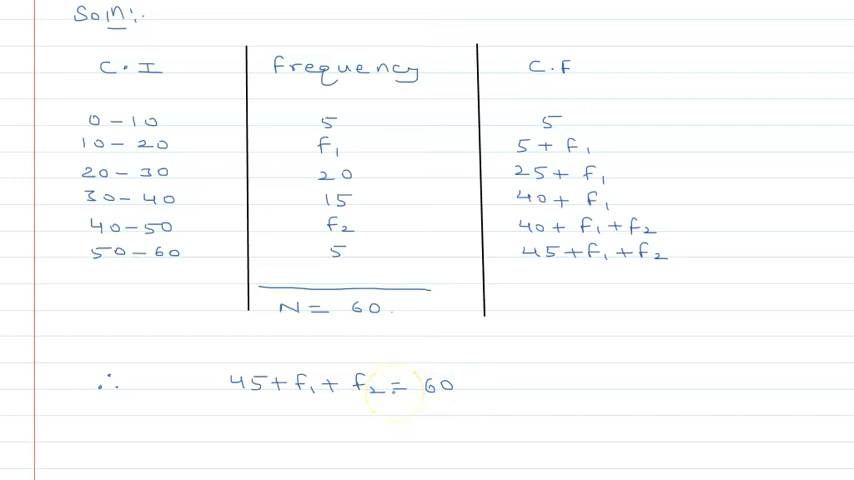 Soln:
C.I frequency C.F
0-10 5 5
10-20 f₁ 5+f₁
20-30 20 25+f₁
30-40 15 40+f₁
40-50 f₂ 40+f₁+f₂
50-60 5 45+f₁+f₂
N = 60.
∴ 45+f₁+f₂ = 60